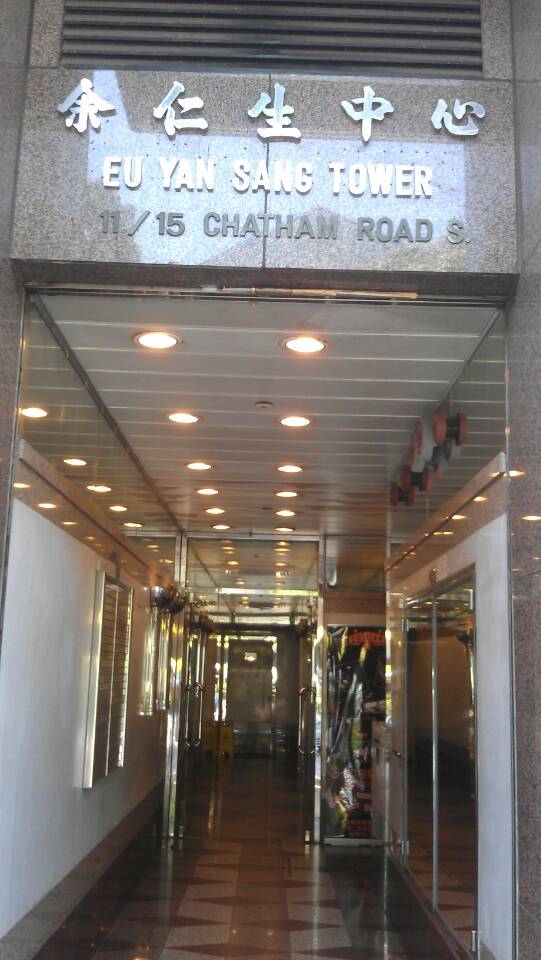 余仁生中心
EU YAN SANG TOWER
11/15 CHATHAM ROAD S.